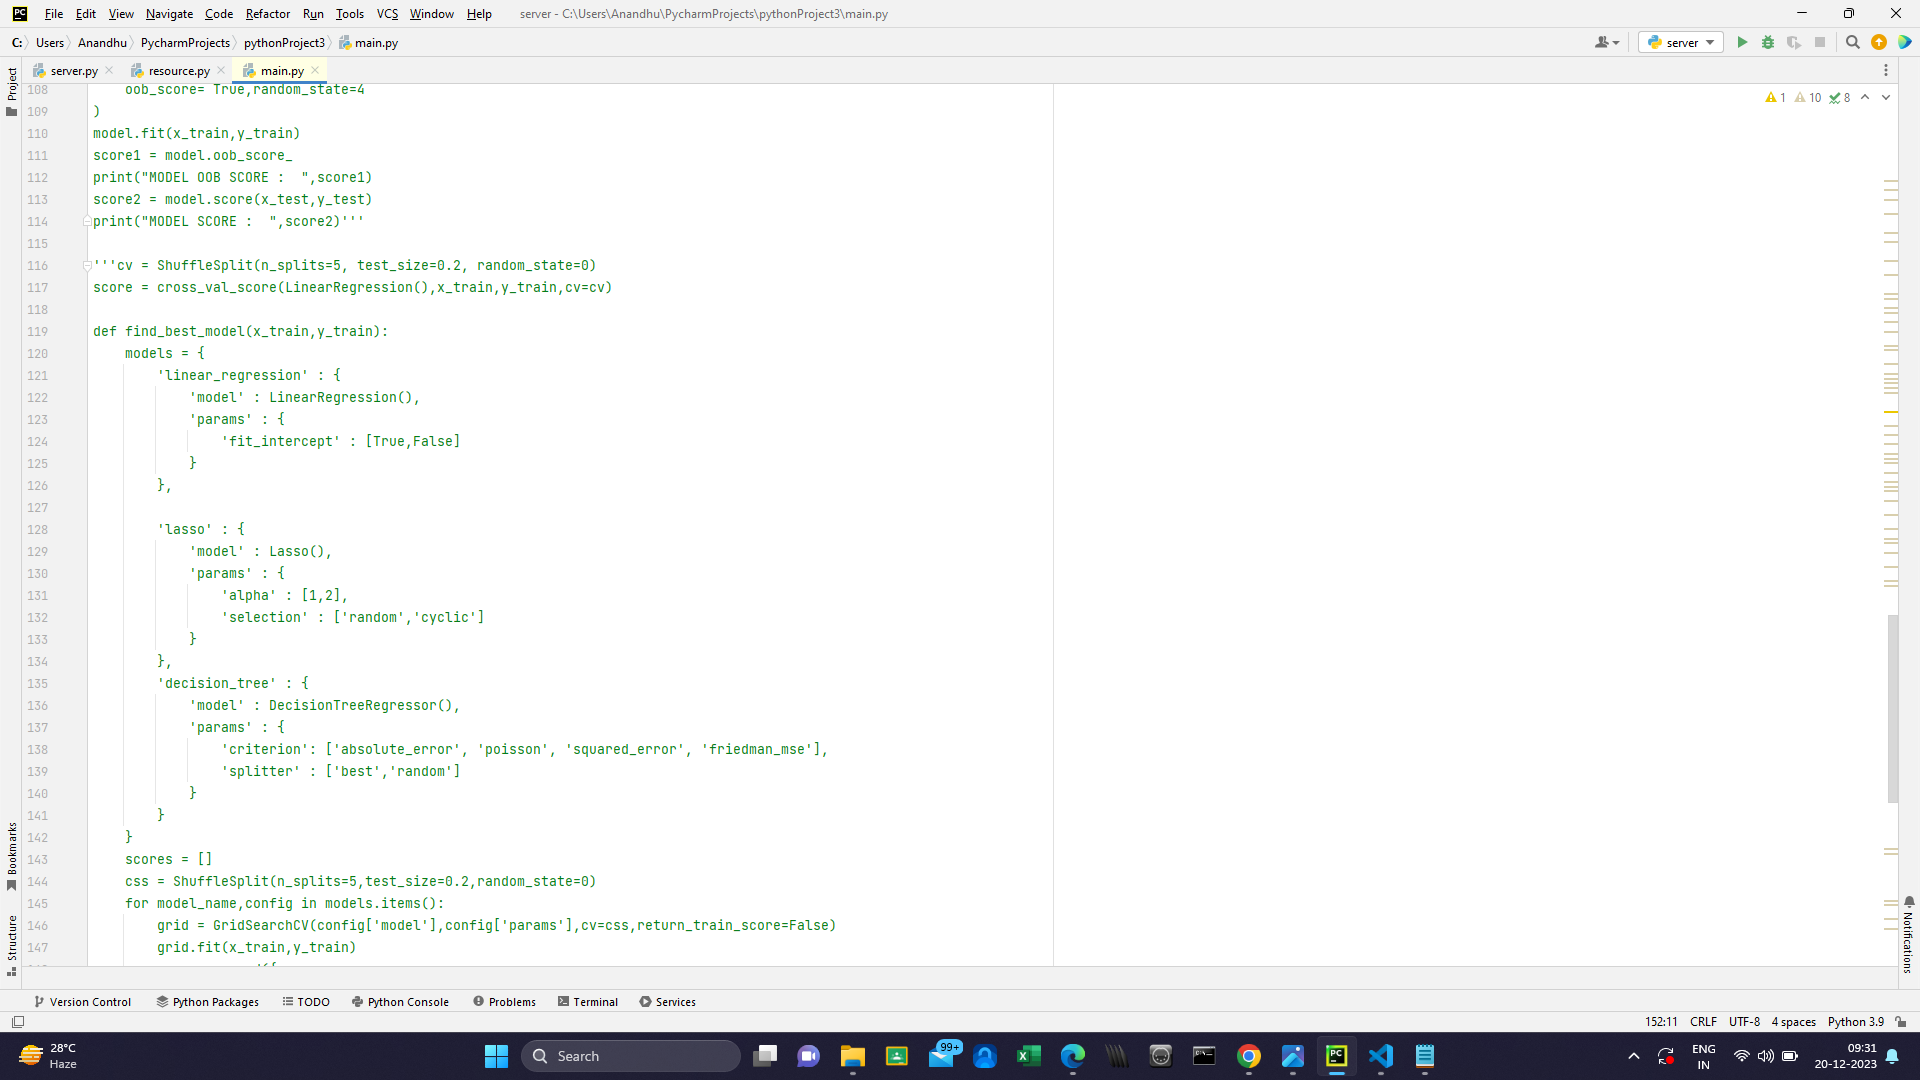 PC File Edit View Navigate Code Refactor Run Tools VCS Window Help server - C:\Users\Anandhu\PycharmProjects\pythonProject3\main.py
C: Users Anandhu PycharmProjects pythonProject3 main.py server
server.py resource.py main.py
Project
1 10 8
108 oob_score= True,random_state=4
109 )
110 model.fit(x_train,y_train)
111 score1 = model.oob_score_
112 print("MODEL OOB SCORE :  ",score1)
113 score2 = model.score(x_test,y_test)
114 print("MODEL SCORE :  ",score2)'''
115
116 '''cv = ShuffleSplit(n_splits=5, test_size=0.2, random_state=0)
117 score = cross_val_score(LinearRegression(),x_train,y_train,cv=cv)
118
119 def find_best_model(x_train,y_train):
120     models = {
121         'linear_regression' : {
122             'model' : LinearRegression(),
123             'params' : {
124                 'fit_intercept' : [True,False]
125             }
126         },
127
128         'lasso' : {
129             'model' : Lasso(),
130             'params' : {
131                 'alpha' : [1,2],
132                 'selection' : ['random','cyclic']
133             }
134         },
135         'decision_tree' : {
136             'model' : DecisionTreeRegressor(),
137             'params' : {
138                 'criterion': ['absolute_error', 'poisson', 'squared_error', 'friedman_mse'],
139                 'splitter' : ['best','random']
140             }
141         }
142     }
143     scores = []
144     css = ShuffleSplit(n_splits=5,test_size=0.2,random_state=0)
145     for model_name,config in models.items():
146         grid = GridSearchCV(config['model'],config['params'],cv=css,return_train_score=False)
147         grid.fit(x_train,y_train)
Bookmarks
Structure
Notifications
Version Control Python Packages TODO Python Console Problems Terminal Services
152:11 CRLF UTF-8 4 spaces Python 3.9
28°C
Haze
Search
99+
PC
ENG
IN
09:31
20-12-2023